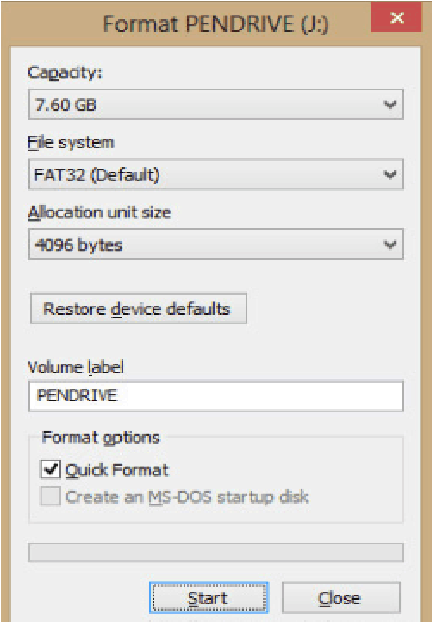 Format PENDRIVE (J:)
Capacity:
7.60 GB
File system
FAT32 (Default)
Allocation unit size
4096 bytes
Restore device defaults
Volume label
PENDRIVE
Format options
Quick Format
Create an MS-DOS startup disk
Start Close